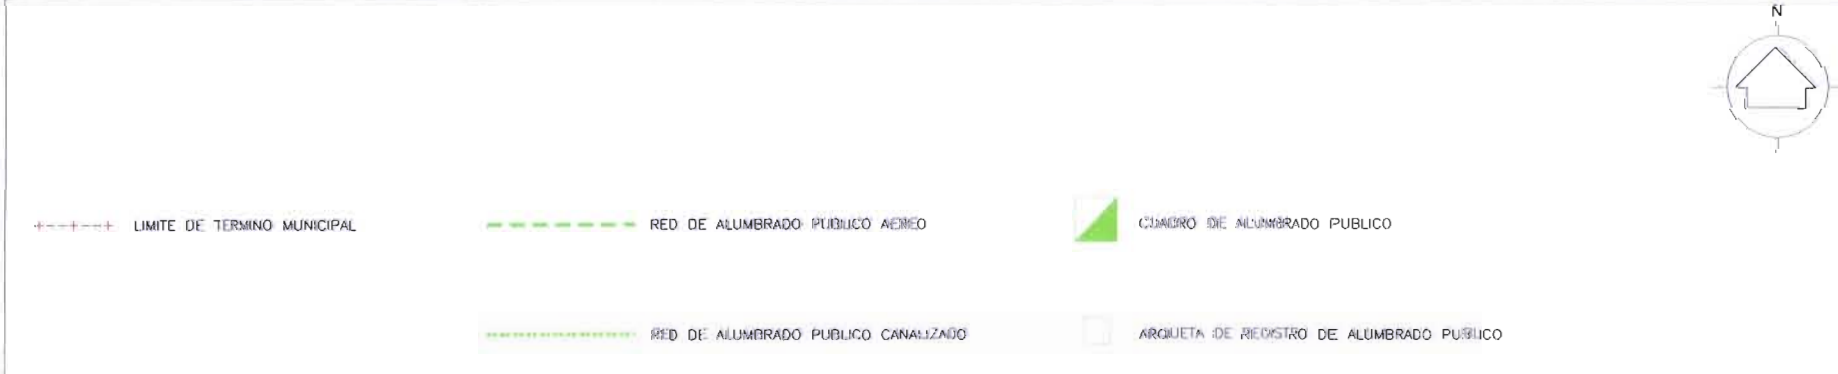 N
LIMITE DE TERMINO MUNICIPAL
RED DE ALUMBRADO PUBLICO AEREO
CUADRO DE ALUMBRADO PUBLICO
RED DE ALUMBRADO PUBLICO CANALIZADO
ARQUETA DE REGISTRO DE ALUMBRADO PUBLICO